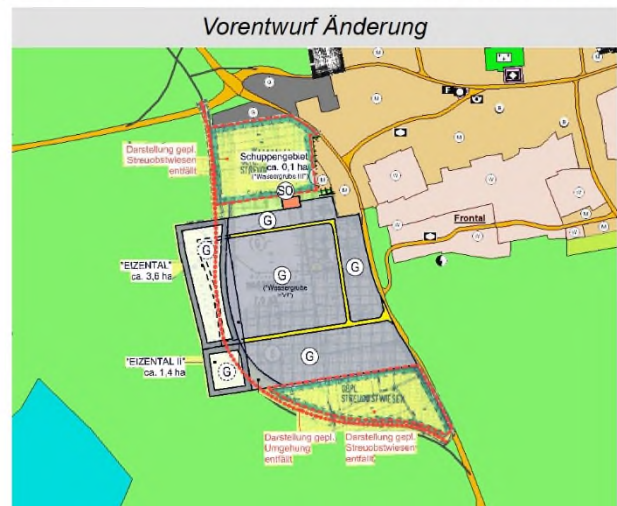 Vorentwurf Änderung
Darstellung gepl.
Streuobstwiesen
entfällt
Schuppengebiet
ca. 0,1 ha
("Wassergrube III")
SO
G
G
"EIZENTAL"
ca. 3,6 ha
G
("Wassergrube
G
Frontal
"EIZENTAL II"
ca. 1,4 ha
G
G
GEPL.
STREUOBSTWIESEN
Darstellung gepl.
Umgehung
entfällt
Darstellung gepl.
Streuobstwiesen
entfällt